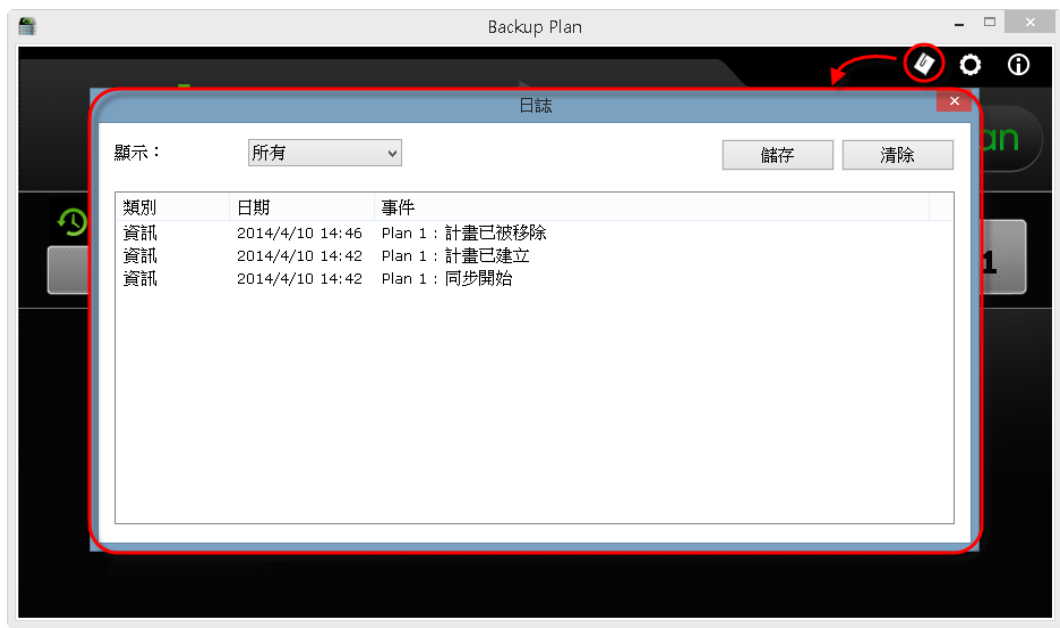 Backup Plan
日誌
顯示： 所有 儲存 清除
an
類別 日期 事件
資訊 2014/4/10 14:46 Plan 1 : 計畫已被移除
資訊 2014/4/10 14:42 Plan 1 : 計畫已建立
資訊 2014/4/10 14:42 Plan 1 : 同步開始
1